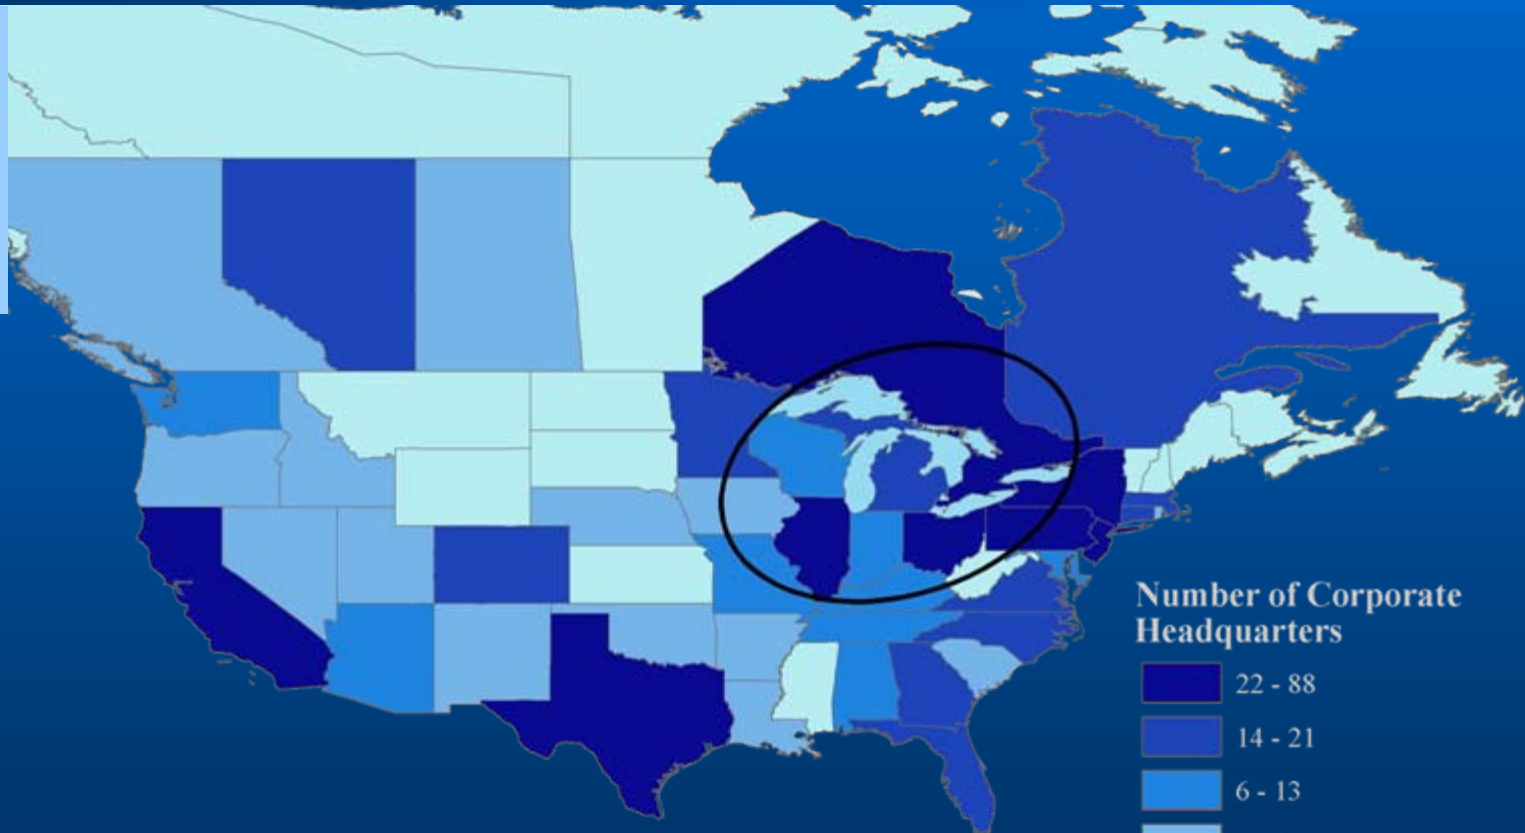 Number of Corporate
Headquarters
22 - 88
14 - 21
6 - 13